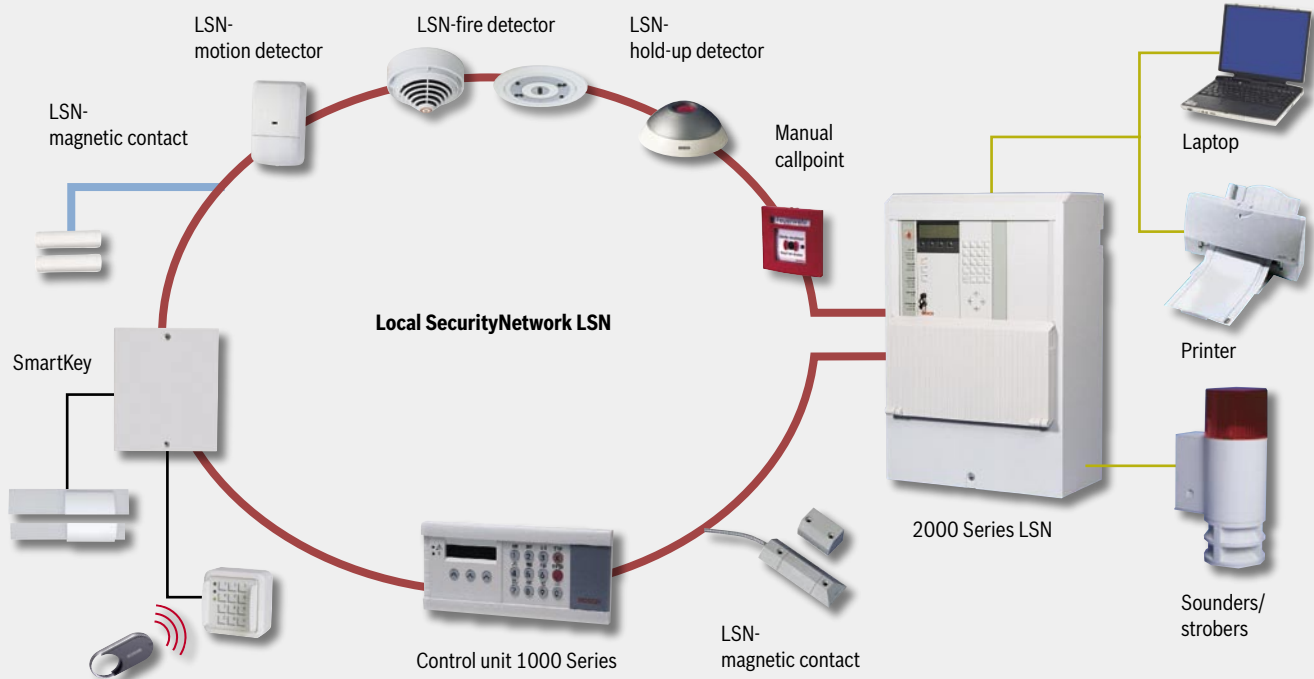 LSN-
motion detector
LSN-fire detector
LSN-
hold-up detector
LSN-
magnetic contact
Manual
callpoint
Laptop
Local SecurityNetwork LSN
Printer
SmartKey
2000 Series LSN
Sounders/
strobers
Control unit 1000 Series
LSN-
magnetic contact